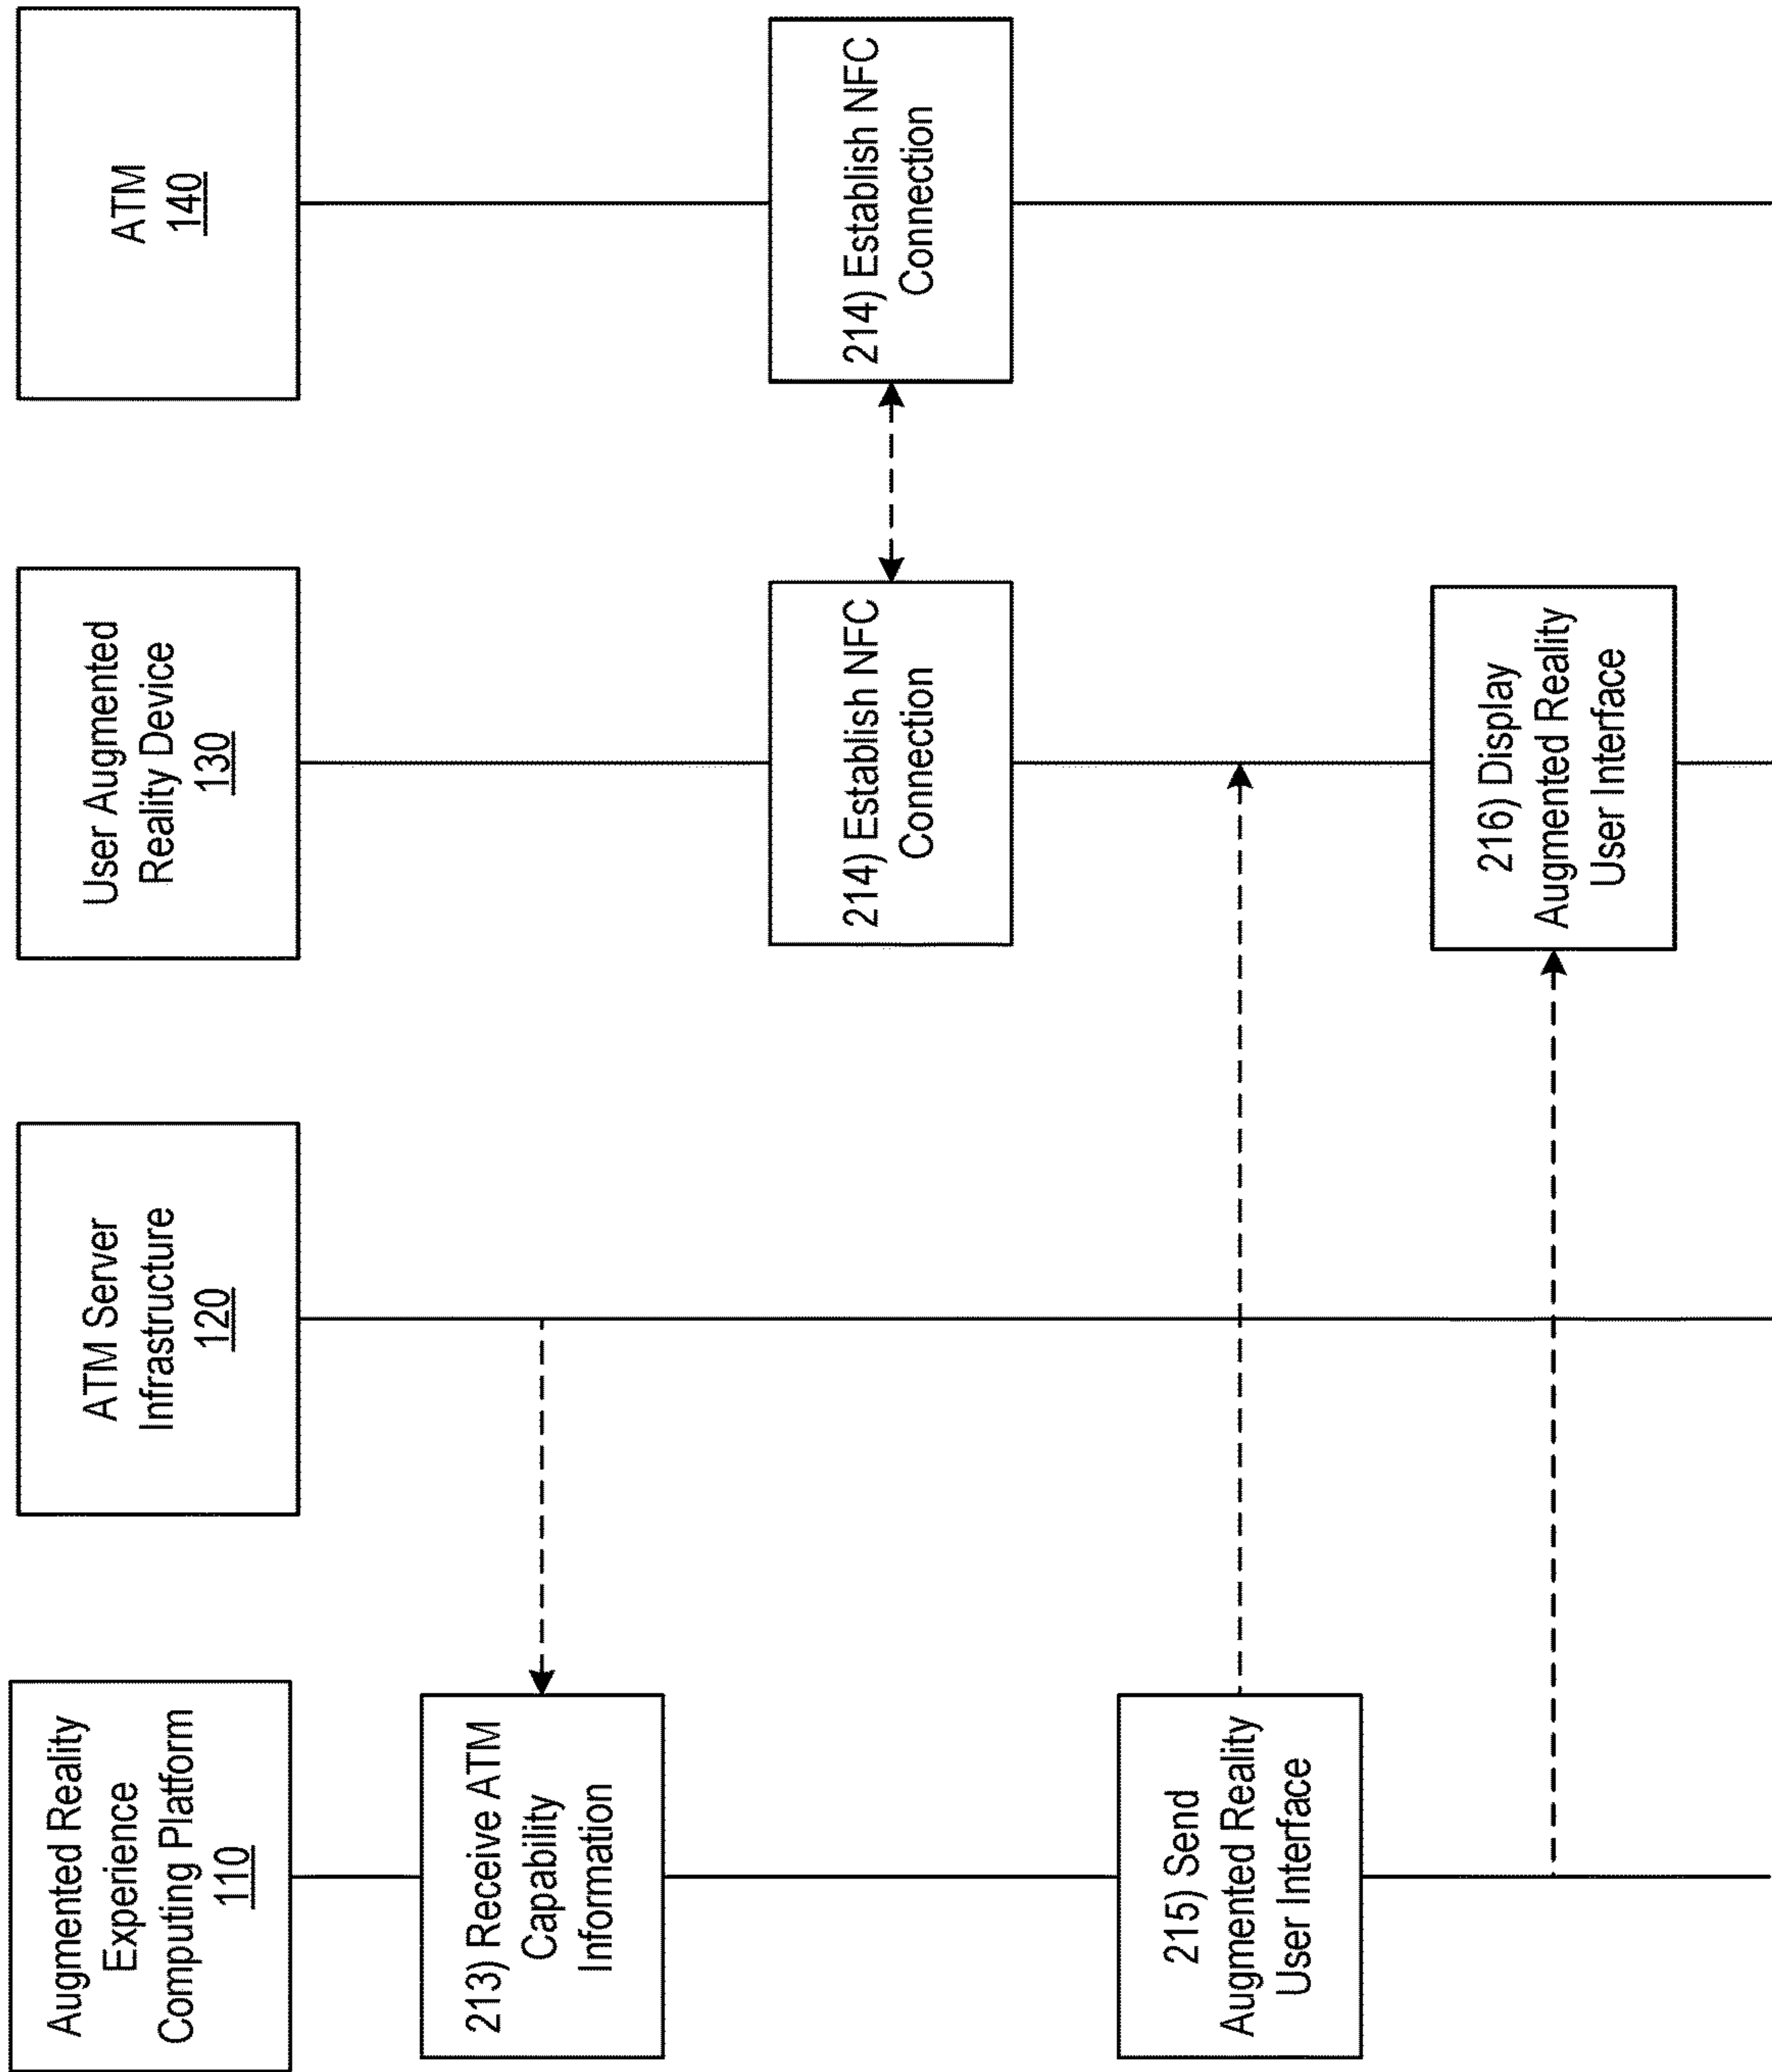 Augmented Reality
Experience
Computing Platform
110
ATM Server
Infrastructure
120
User Augmented
Reality Device
130
ATM
140
213) Receive ATM
Capability
Information
214) Establish NFC
Connection
214) Establish NFC
Connection
215) Send
Augmented Reality
User Interface
216) Display
Augmented Reality
User Interface